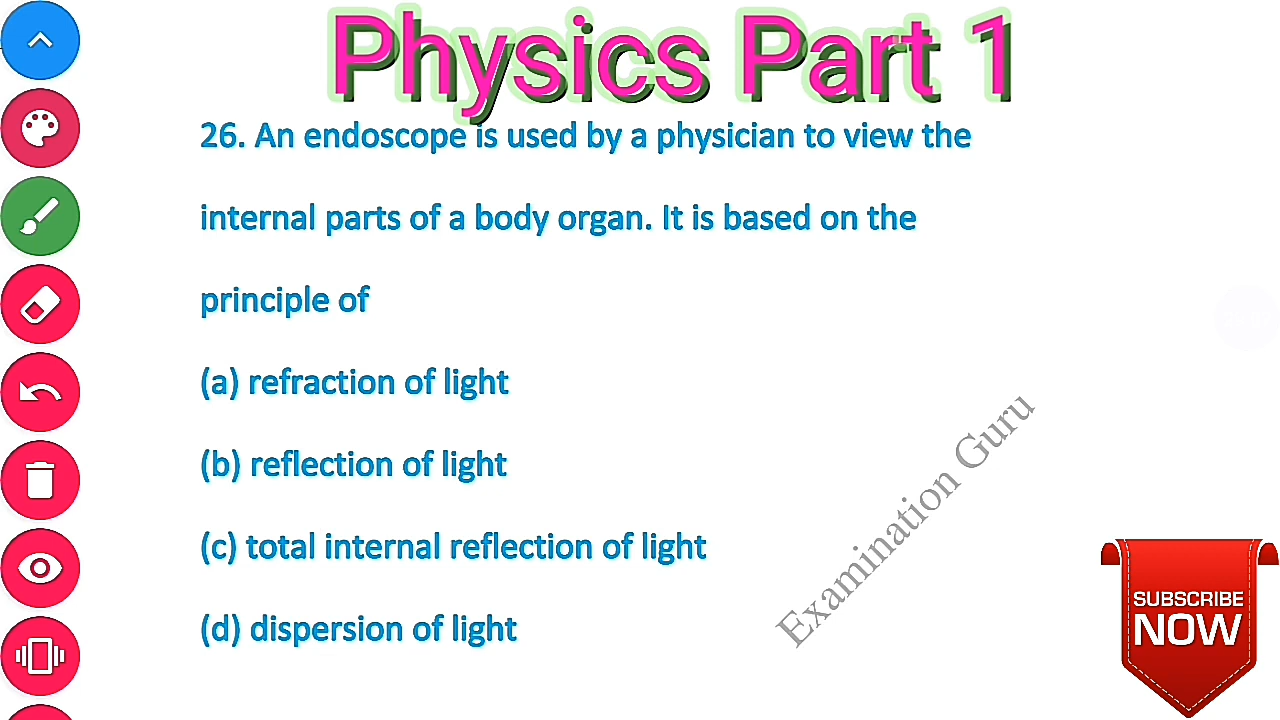 Physics Part 1
26. An endoscope is used by a physician to view the
internal parts of a body organ. It is based on the
principle of
(a) refraction of light
(b) reflection of light
(c) total internal reflection of light
(d) dispersion of light
Examination Guru
SUBSCRIBE
NOW